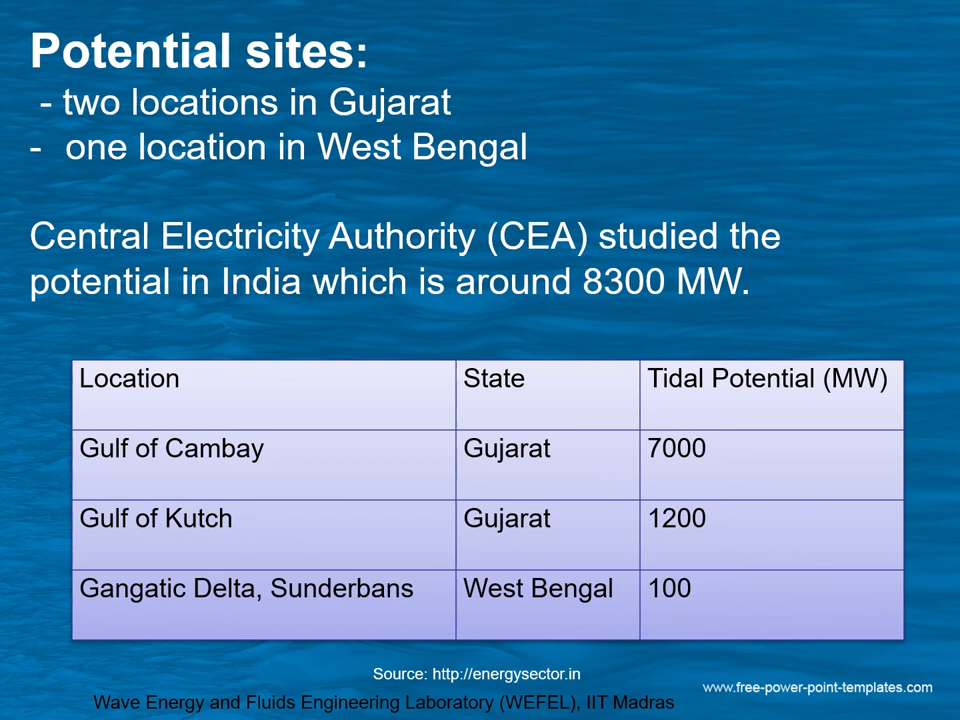 Potential sites:
- two locations in Gujarat
- one location in West Bengal
Central Electricity Authority (CEA) studied the
potential in India which is around 8300 MW.
Location State Tidal Potential (MW)
Gulf of Cambay Gujarat 7000
Gulf of Kutch Gujarat 1200
Gangatic Delta, Sunderbans West Bengal 100
Source: http://energysector.in
www.free-power-point-templates.com
Wave Energy and Fluids Engineering Laboratory (WEFEL), IIT Madras